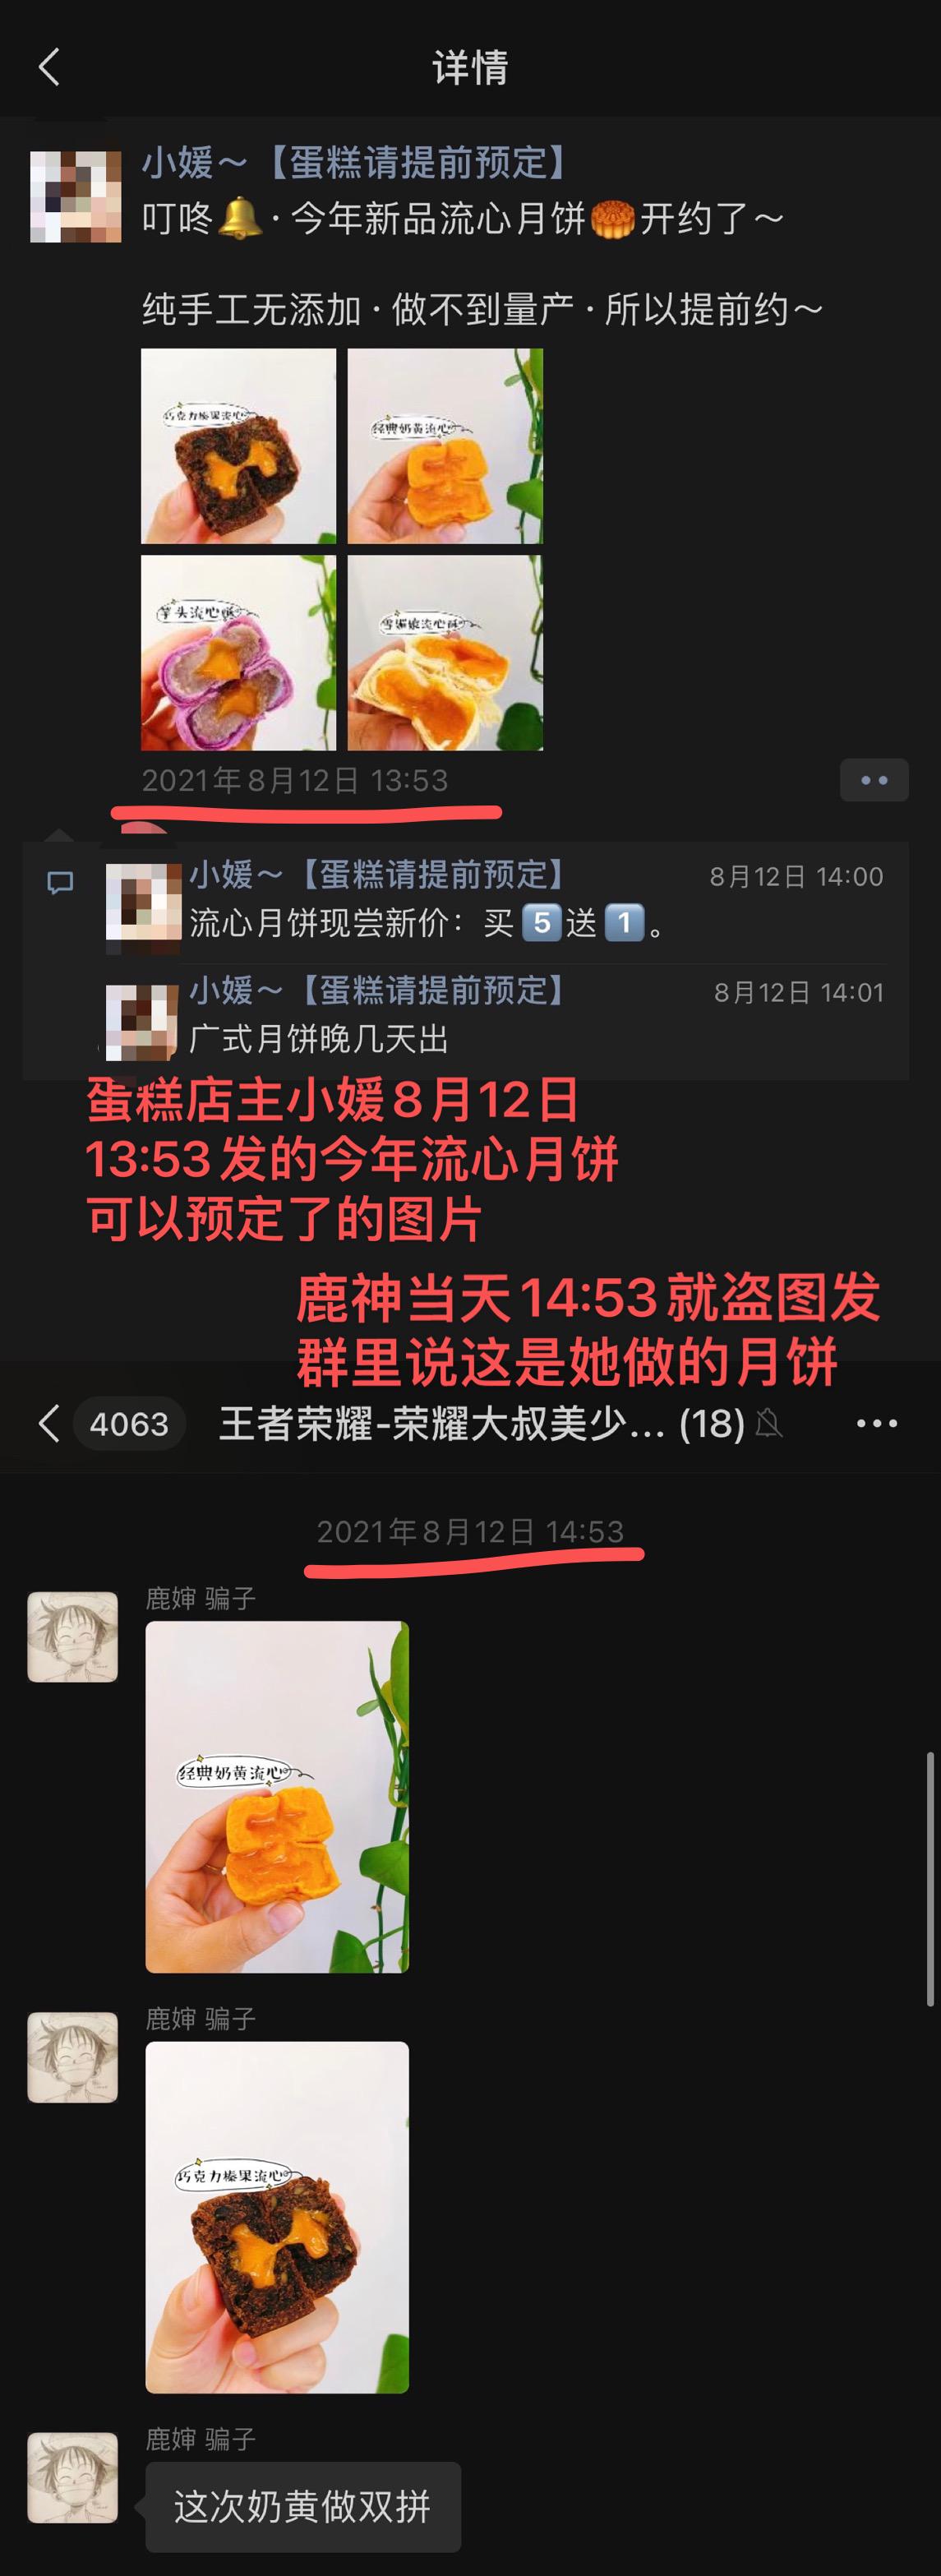 详情
小媛～【蛋糕请提前预定】
叮咚🔔·今年新品流心月饼🥮开约了～
纯手工无添加·做不到量产·所以提前约～
巧克力榛果流心
经典奶黄流心
芋头流心酥
雪媚娘流心酥
2021年8月12日 13:53
小媛～【蛋糕请提前预定】
8月12日 14:00
流心月饼现尝新价：买5️⃣送1️⃣。
小媛～【蛋糕请提前预定】
8月12日 14:01
广式月饼晚几天出
蛋糕店主小媛8月12日
13:53发的今年流心月饼
可以预定了的图片
鹿神当天14:53就盗图发
群里说这是她做的月饼
4063
王者荣耀-荣耀大叔美少... (18)
2021年8月12日 14:53
鹿婶 骗子
经典奶黄流心
鹿婶 骗子
巧克力榛果流心
鹿婶 骗子
这次奶黄做双拼